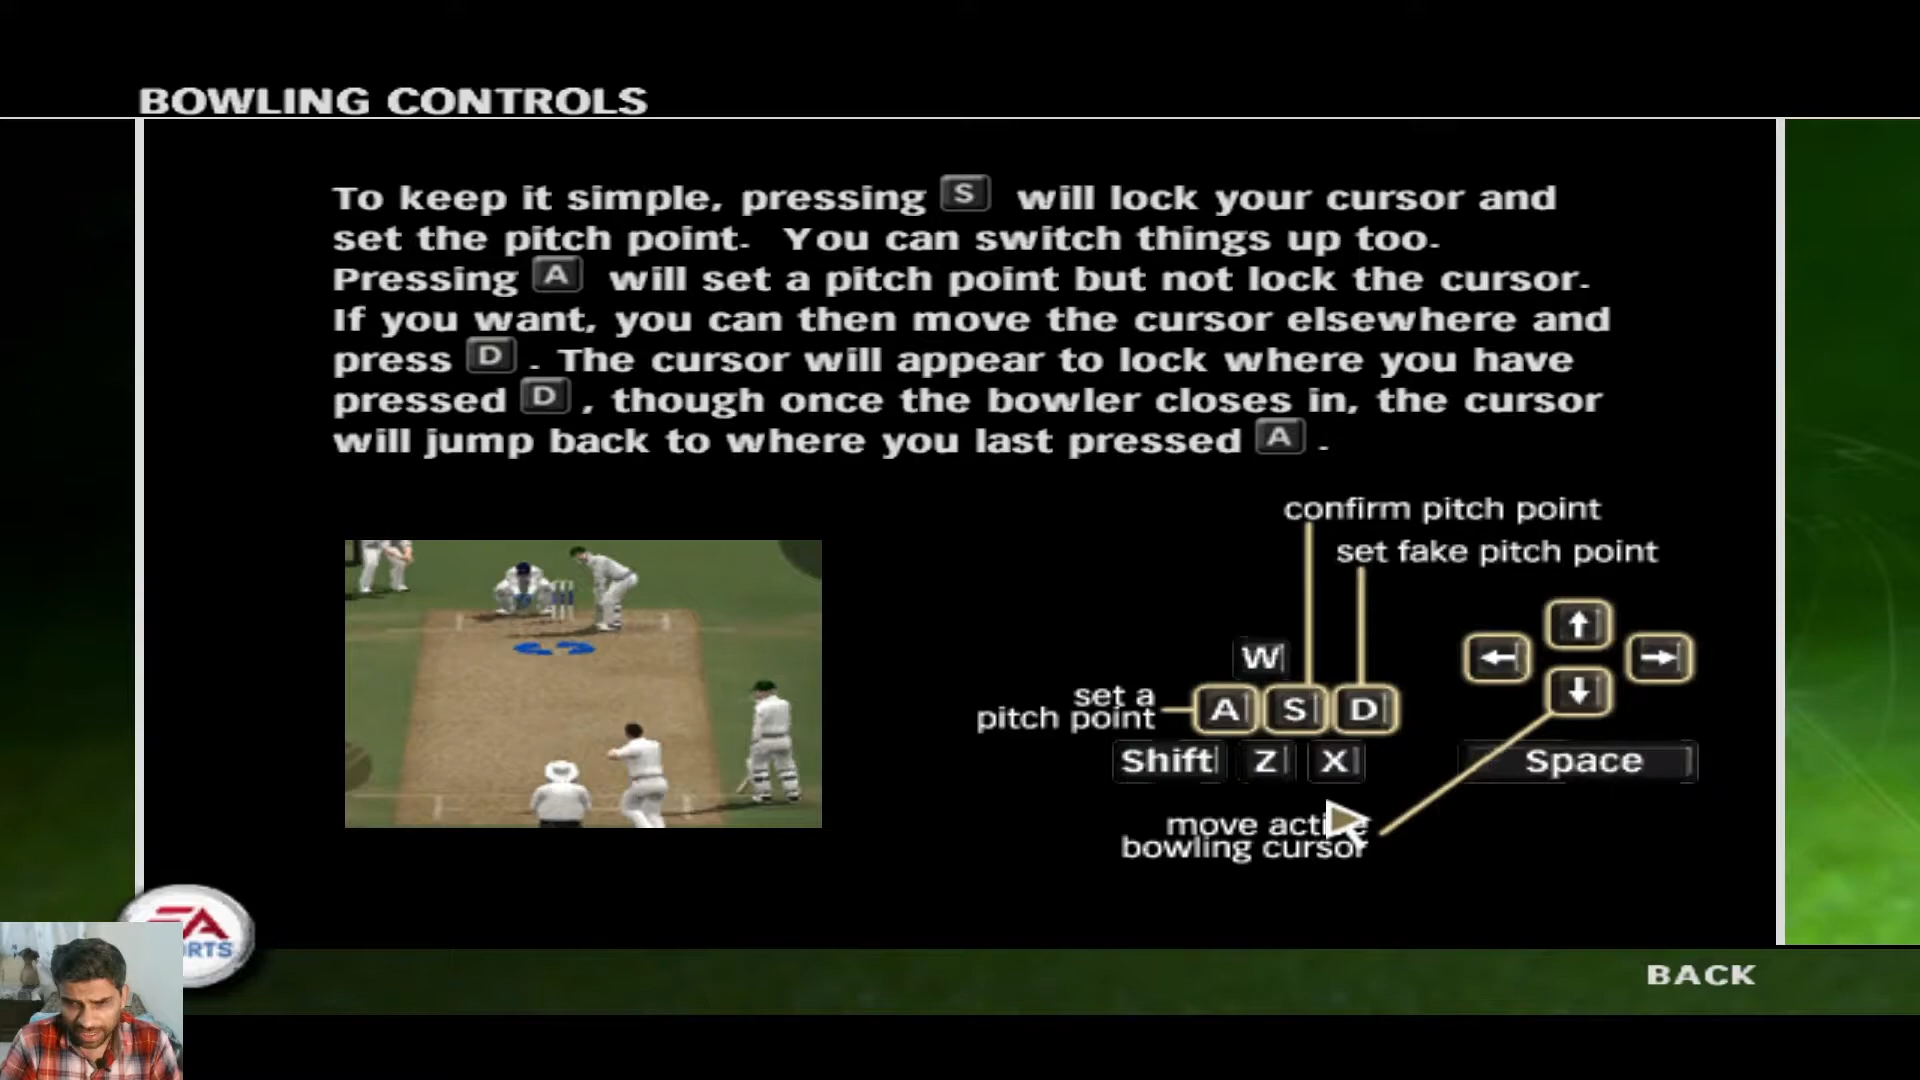 BOWLING CONTROLS
To keep it simple, pressing S will lock your cursor and
set the pitch point. You can switch things up too.
Pressing A will set a pitch point but not lock the cursor.
If you want, you can then move the cursor elsewhere and
press D . The cursor will appear to lock where you have
pressed D , though once the bowler closes in, the cursor
will jump back to where you last pressed A .
confirm pitch point
set fake pitch point
W
set a
pitch point
A S D
Shift Z X
Space
move active
bowling cursor
EA
ORTS
BACK